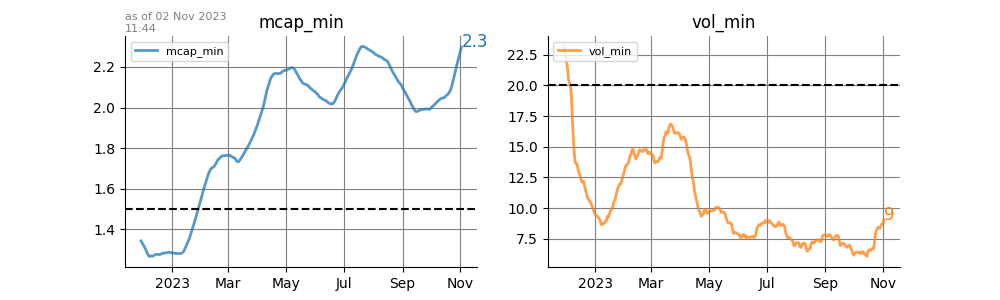 as of 02 Nov 2023
11:44
mcap_min
mcap_min
2.3
2.2
2.0
1.8
1.6
1.4
2023 Mar May Jul Sep Nov
vol_min
vol_min
22.5
20.0
17.5
15.0
12.5
10.0
9
7.5
2023 Mar May Jul Sep Nov